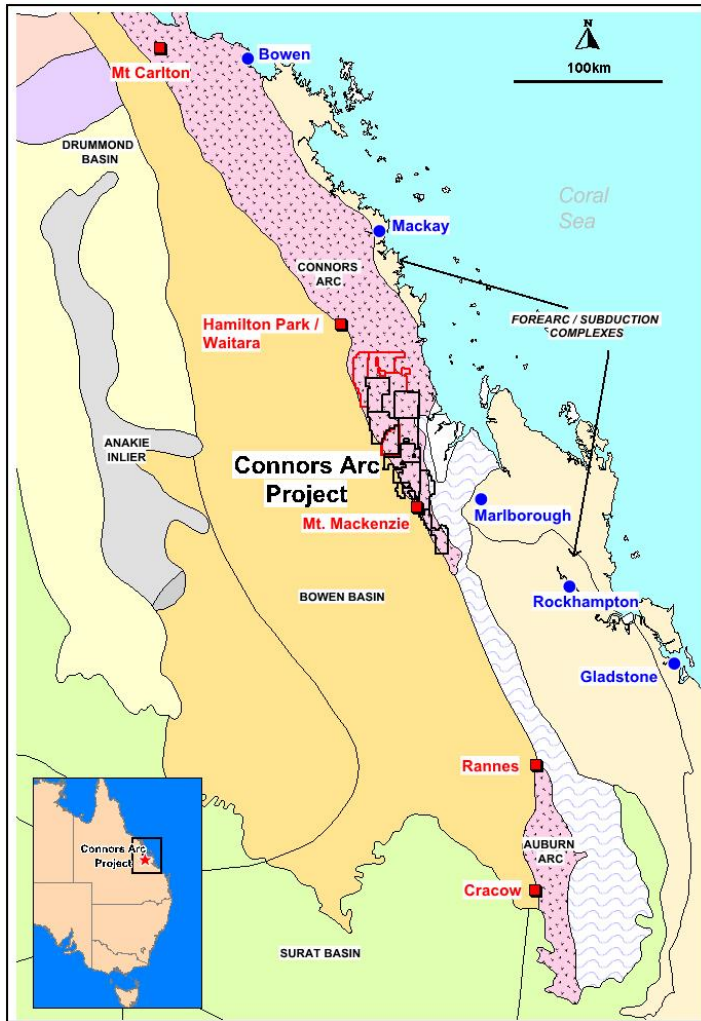 N
100km
Bowen
Mt Carlton
DRUMMOND
BASIN
Coral
Sea
Mackay
CONNORS
ARC
Hamilton Park /
Waitara
FOREARC / SUBDUCTION
COMPLEXES
ANAKIE
INLIER
Connors Arc
Project
Marlborough
Mt. Mackenzie
Rockhampton
BOWEN BASIN
Gladstone
Rannes
Connors Arc
Project
AUBURN
ARC
Cracow
SURAT BASIN